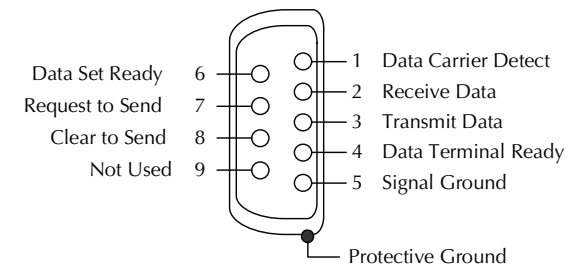 1 Data Carrier Detect
Data Set Ready 6
2 Receive Data
Request to Send 7
3 Transmit Data
Clear to Send 8
4 Data Terminal Ready
Not Used 9
5 Signal Ground
Protective Ground